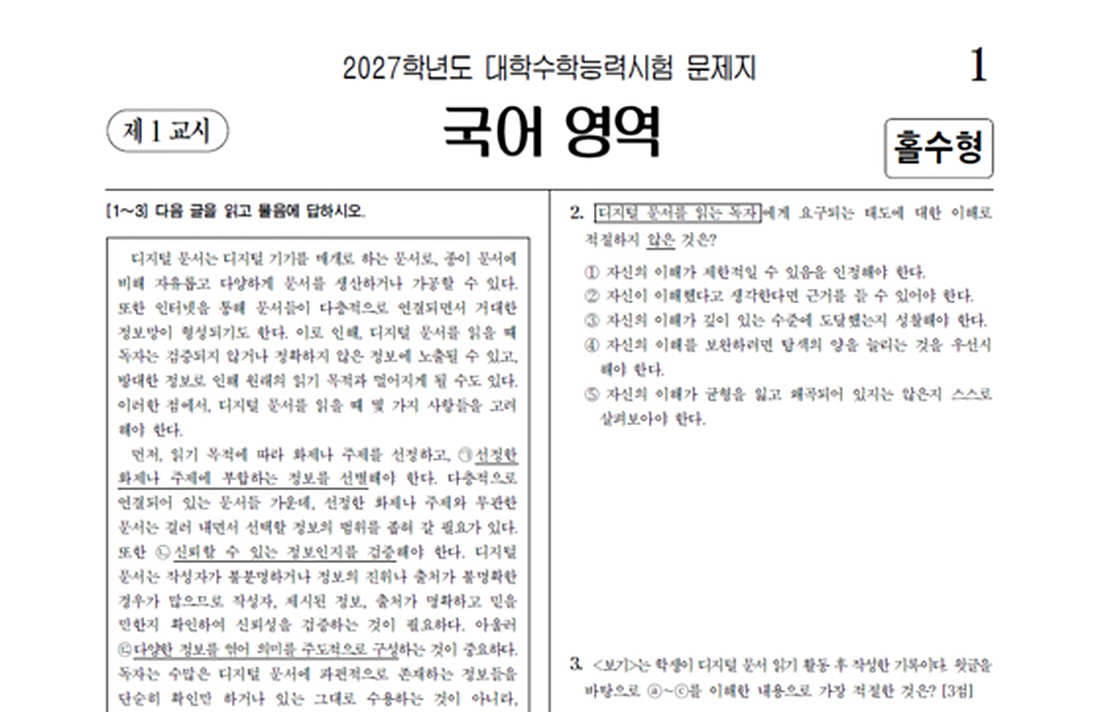 2027학년도 대학수학능력시험 문제지
1
제 1 교시
국어 영역
홀수형
[1~3] 다음 글을 읽고 물음에 답하시오.
디지털 문서는 디지털 기기를 매개로 하는 문서로, 종이 문서에
비해 자유롭고 다양하게 문서를 생산하거나 가공할 수 있다.
또한 인터넷을 통해 문서들이 다층적으로 연결되면서 거대한
정보망이 형성되기도 한다. 이로 인해, 디지털 문서를 읽을 때
독자는 검증되지 않거나 정확하지 않은 정보에 노출될 수 있고,
방대한 정보로 인해 원래의 읽기 목적과 멀어지게 될 수도 있다.
이러한 점에서, 디지털 문서를 읽을 때 몇 가지 사항들을 고려
해야 한다.
먼저, 읽기 목적에 따라 화제나 주제를 선정하고, ㉠선정한
화제나 주제에 부합하는 정보를 선별해야 한다. 다층적으로
연결되어 있는 문서들 가운데, 선정한 화제나 주제와 무관한
문서는 걸러 내면서 선택할 정보의 범위를 좁혀 갈 필요가 있다.
또한 ㉡신뢰할 수 있는 정보인지를 검증해야 한다. 디지털
문서는 작성자가 불분명하거나 정보의 진위나 출처가 불명확한
경우가 많으므로 작성자, 제시된 정보, 출처가 명확하고 믿을
만한지 확인하여 신뢰성을 검증하는 것이 필요하다. 아울러
㉢다양한 정보를 엮어 의미를 주도적으로 구성하는 것이 중요하다.
독자는 수많은 디지털 문서에 파편적으로 존재하는 정보들을
단순히 확인만 하거나 있는 그대로 수용하는 것이 아니라,
2. 디지털 문서를 읽는 독자에게 요구되는 태도에 대한 이해로
적절하지 않은 것은?
① 자신의 이해가 제한적일 수 있음을 인정해야 한다.
② 자신이 이해했다고 생각한다면 근거를 들 수 있어야 한다.
③ 자신의 이해가 깊이 있는 수준에 도달했는지 성찰해야 한다.
④ 자신의 이해를 보완하려면 탐색의 양을 늘리는 것을 우선시
해야 한다.
⑤ 자신의 이해가 균형을 잃고 왜곡되어 있지는 않은지 스스로
살펴보아야 한다.
3. <보기>는 학생이 디지털 문서 읽기 활동 후 작성한 기록이다. 윗글을
바탕으로 ⓐ~ⓒ를 이해한 내용으로 가장 적절한 것은? [3점]